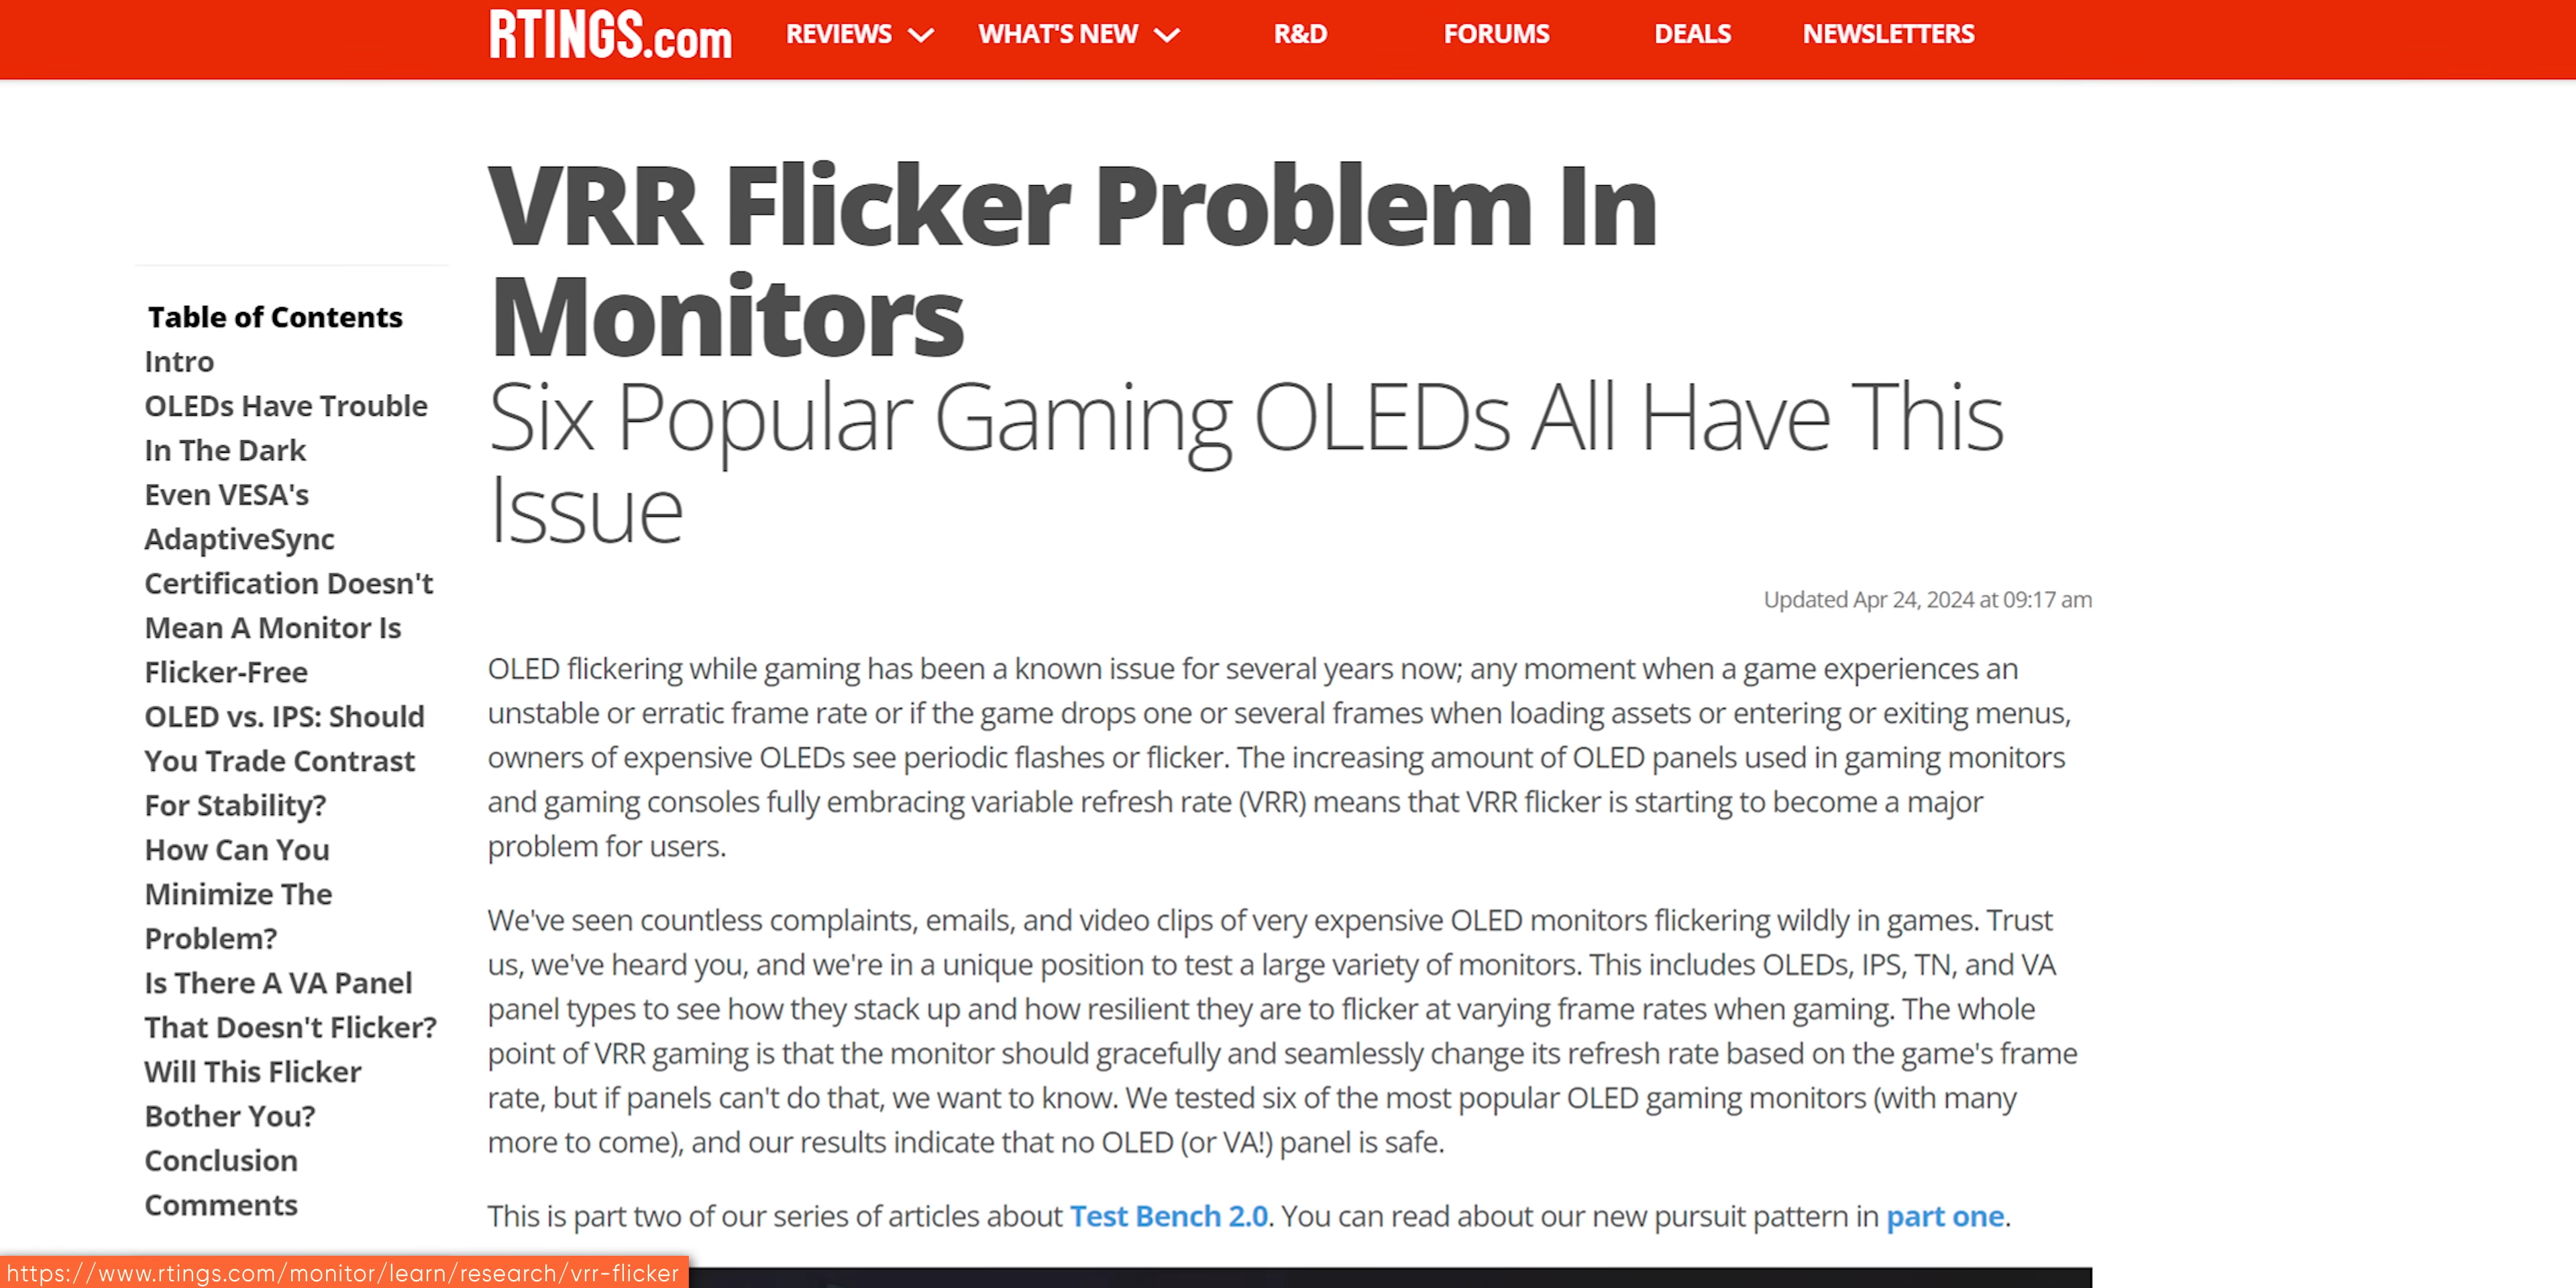 RTINGS.com
REVIEWS
WHAT'S NEW
R&D
FORUMS
DEALS
NEWSLETTERS
VRR Flicker Problem In
Monitors
Six Popular Gaming OLEDs All Have This
Issue
Updated Apr 24, 2024 at 09:17 am
Table of Contents
Intro
OLEDs Have Trouble
In The Dark
Even VESA's
AdaptiveSync
Certification Doesn't
Mean A Monitor Is
Flicker-Free
OLED vs. IPS: Should
You Trade Contrast
For Stability?
How Can You
Minimize The
Problem?
Is There A VA Panel
That Doesn't Flicker?
Will This Flicker
Bother You?
Conclusion
Comments
OLED flickering while gaming has been a known issue for several years now; any moment when a game experiences an
unstable or erratic frame rate or if the game drops one or several frames when loading assets or entering or exiting menus,
owners of expensive OLEDs see periodic flashes or flicker. The increasing amount of OLED panels used in gaming monitors
and gaming consoles fully embracing variable refresh rate (VRR) means that VRR flicker is starting to become a major
problem for users.
We've seen countless complaints, emails, and video clips of very expensive OLED monitors flickering wildly in games. Trust
us, we've heard you, and we're in a unique position to test a large variety of monitors. This includes OLEDs, IPS, TN, and VA
panel types to see how they stack up and how resilient they are to flicker at varying frame rates when gaming. The whole
point of VRR gaming is that the monitor should gracefully and seamlessly change its refresh rate based on the game's frame
rate, but if panels can't do that, we want to know. We tested six of the most popular OLED gaming monitors (with many
more to come), and our results indicate that no OLED (or VA!) panel is safe.
This is part two of our series of articles about Test Bench 2.0. You can read about our new pursuit pattern in part one.
https://www.rtings.com/monitor/learn/research/vrr-flicker